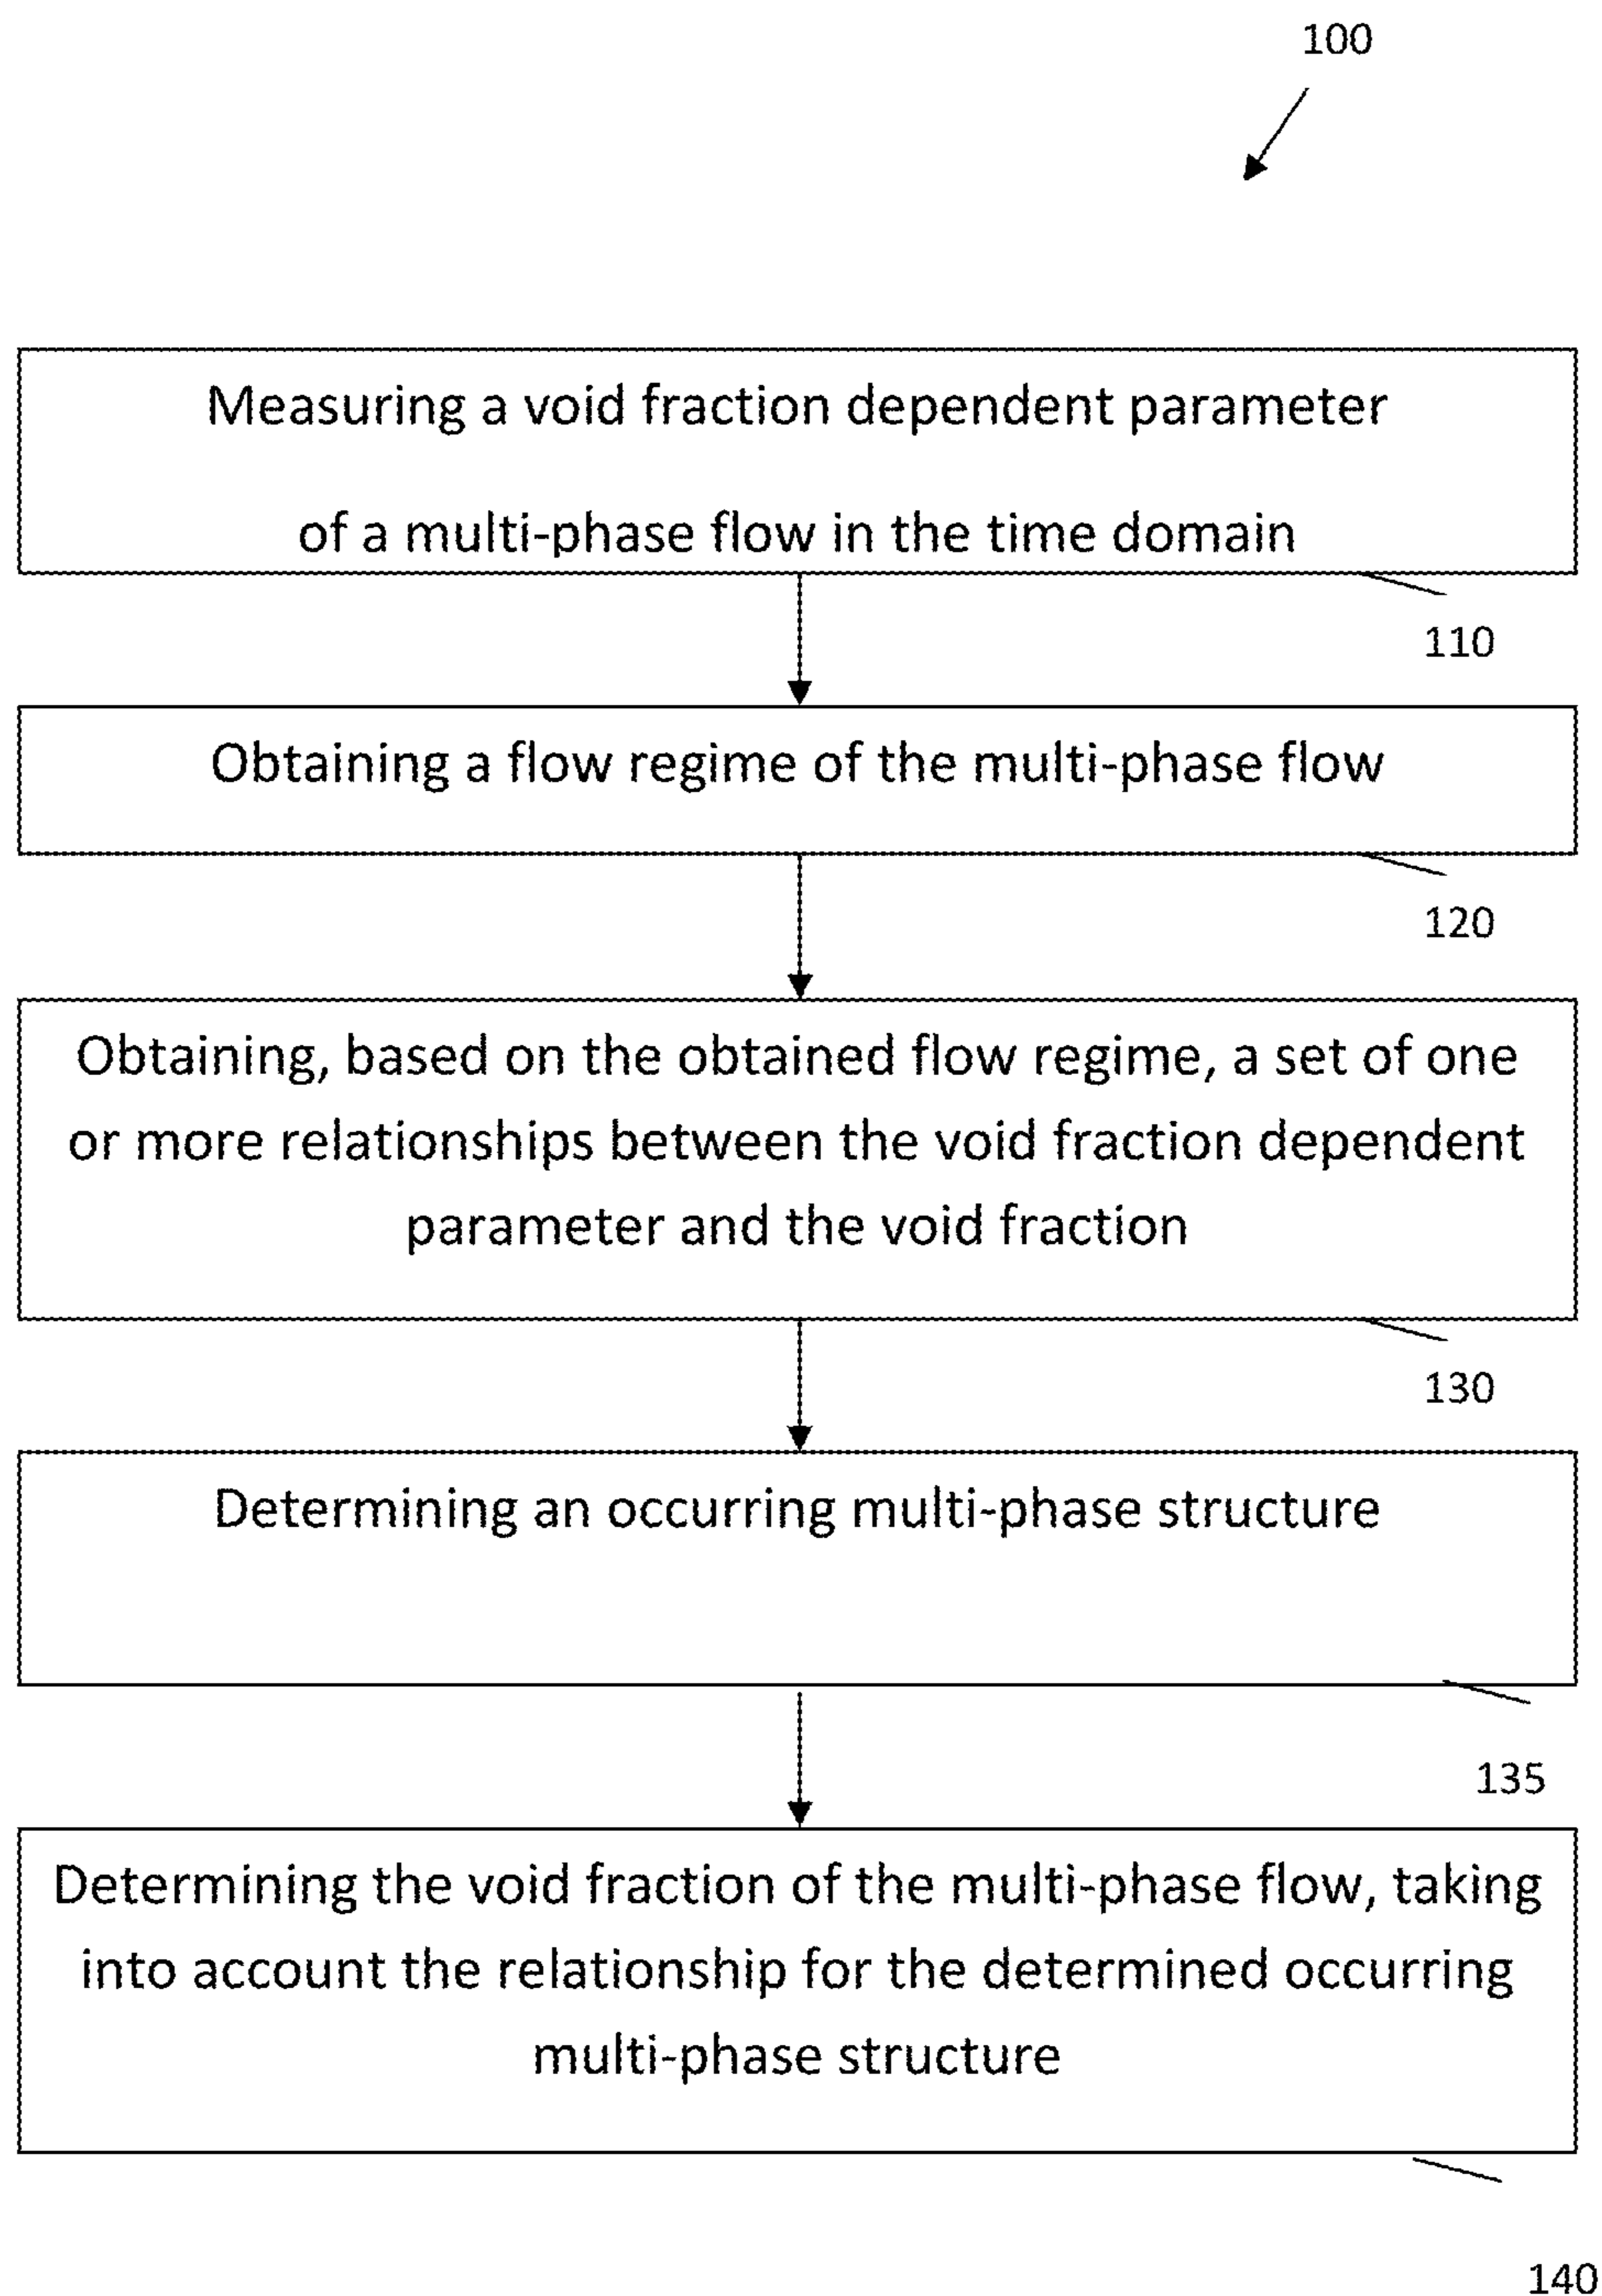 100
Measuring a void fraction dependent parameter
of a multi-phase flow in the time domain
110
Obtaining a flow regime of the multi-phase flow
120
Obtaining, based on the obtained flow regime, a set of one
or more relationships between the void fraction dependent
parameter and the void fraction
130
Determining an occurring multi-phase structure
135
Determining the void fraction of the multi-phase flow, taking
into account the relationship for the determined occurring
multi-phase structure
140